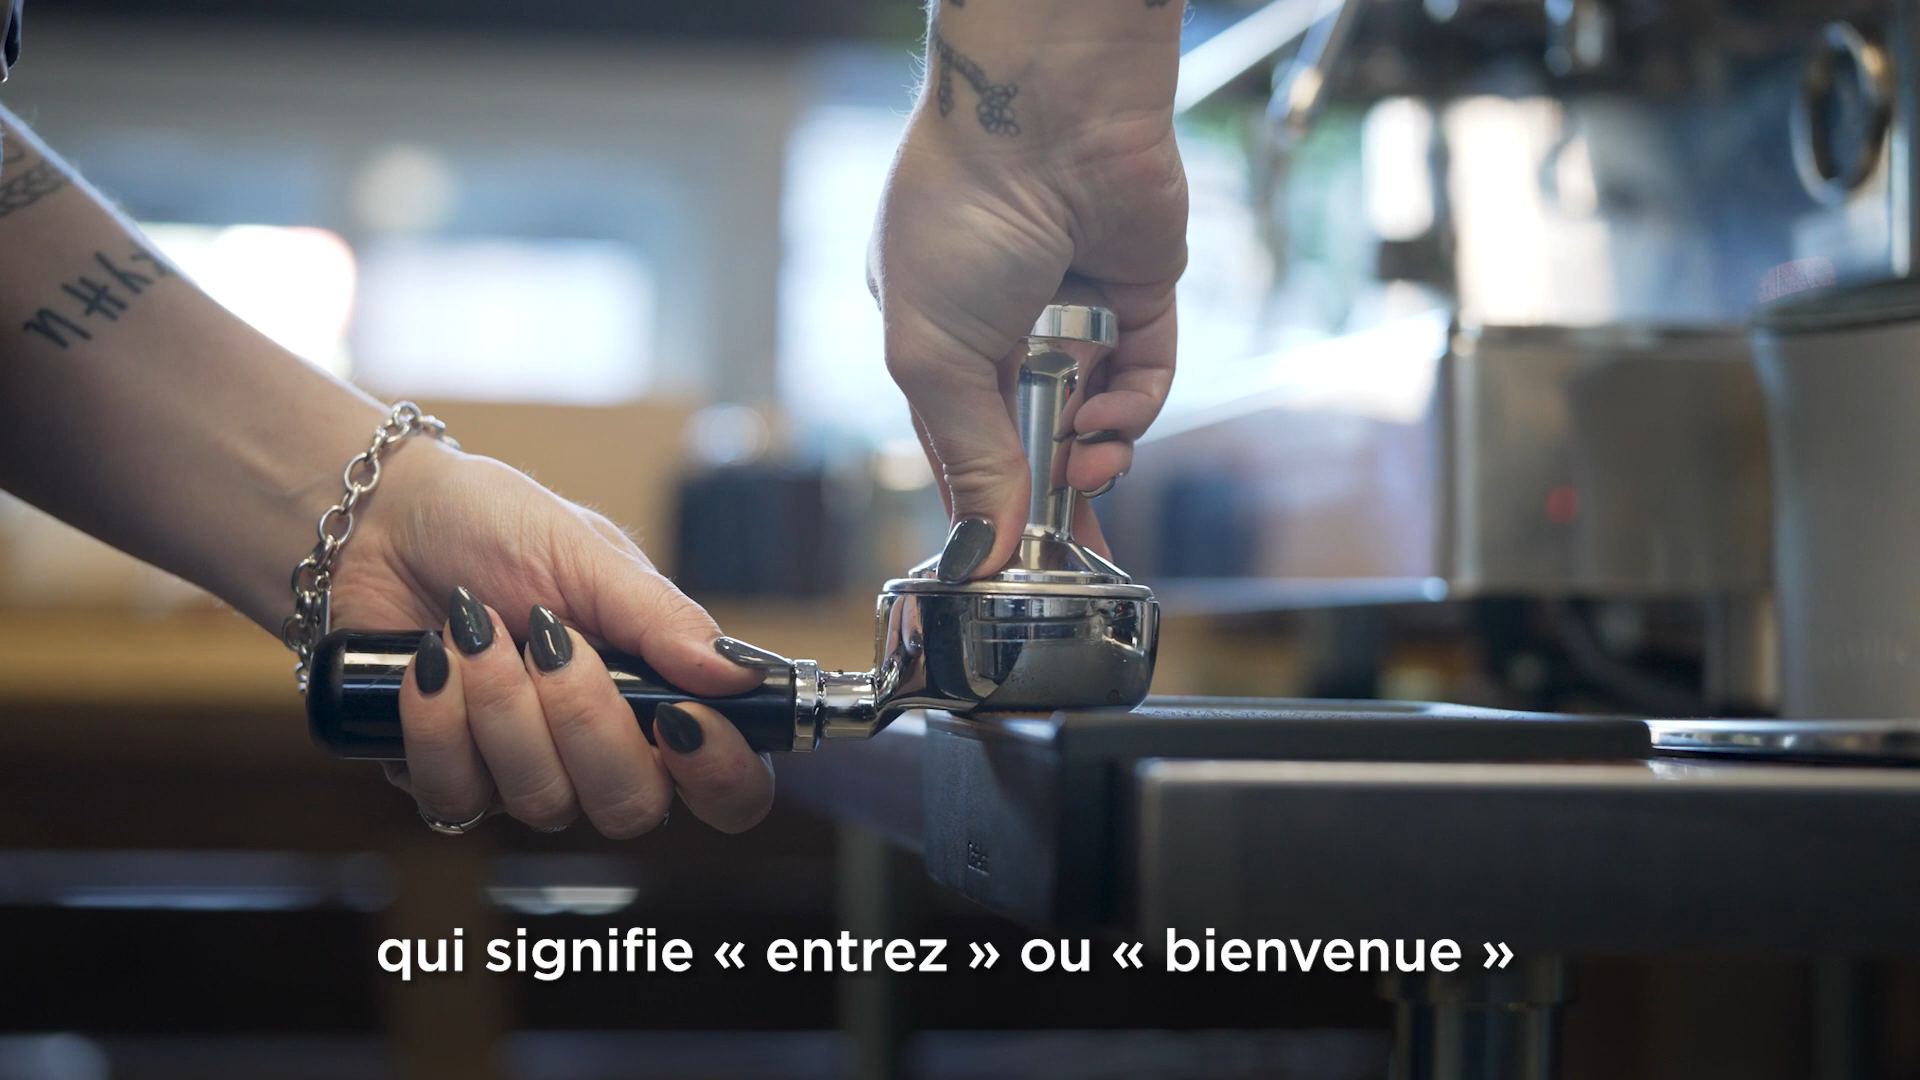 qui signifie « entrez » ou « bienvenue »